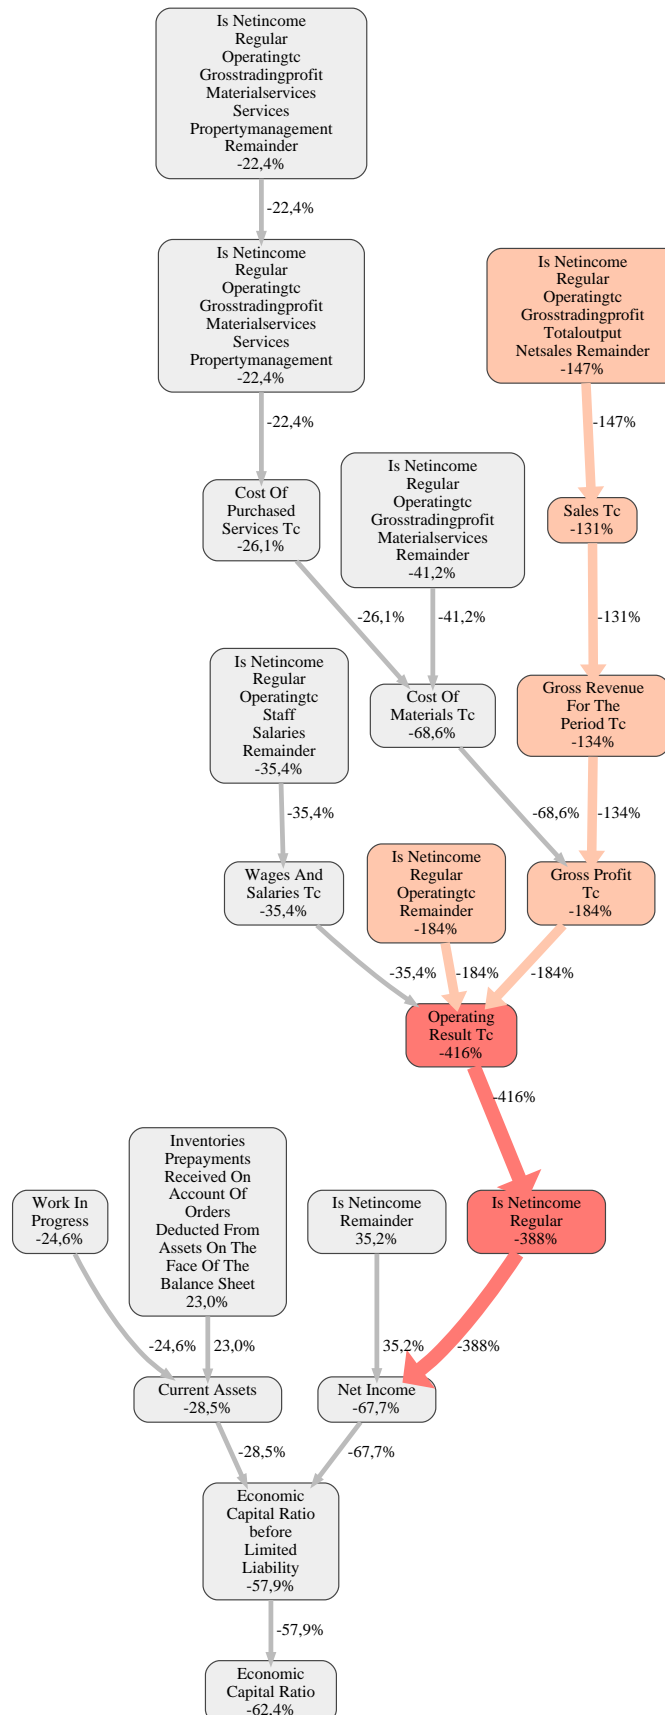 Is Netincome
Regular
Operatingtc
Grosstradingprofit
Materialservices
Services
Propertymanagement
Remainder
-22,4%
-22,4%
Is Netincome
Regular
Operatingtc
Grosstradingprofit
Materialservices
Services
Propertymanagement
-22,4%
Is Netincome
Regular
Operatingtc
Grosstradingprofit
Totaloutput
Netsales Remainder
-147%
-22,4%
-147%
Cost Of
Purchased
Services Tc
-26,1%
Is Netincome
Regular
Operatingtc
Grosstradingprofit
Materialservices
Remainder
-41,2%
Sales Tc
-131%
-26,1%
-41,2%
-131%
Is Netincome
Regular
Operatingtc
Staff
Salaries
Remainder
-35,4%
Cost Of
Materials Tc
-68,6%
Gross Revenue
For The
Period Tc
-134%
-35,4%
-68,6%
-134%
Wages And
Salaries Tc
-35,4%
Is Netincome
Regular
Operatingtc
Remainder
-184%
Gross Profit
Tc
-184%
-35,4%
-184%
-184%
Operating
Result Tc
-416%
-416%
Work In
Progress
-24,6%
Inventories
Prepayments
Received On
Account Of
Orders
Deducted From
Assets On The
Face Of The
Balance Sheet
23,0%
Is Netincome
Remainder
35,2%
Is Netincome
Regular
-388%
-24,6%
23,0%
35,2%
-388%
Current Assets
-28,5%
Net Income
-67,7%
-28,5%
-67,7%
Economic
Capital Ratio
before
Limited
Liability
-57,9%
-57,9%
Economic
Capital Ratio
-62,4%